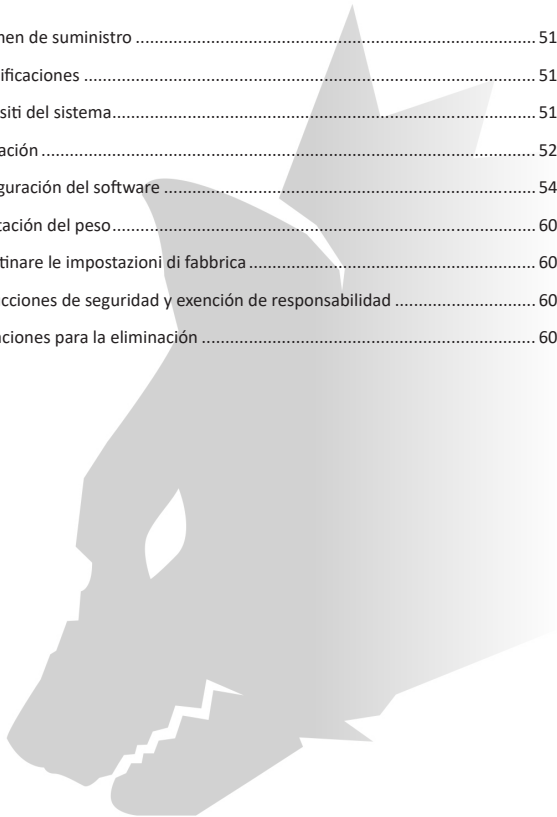 men de suministro ........ 51
ificaciones ........ 51
siti del sistema ........ 51
ación ........ 52
guración del software ........ 54
tación del peso ........ 60
tinare le impostazioni di fabbrica ........ 60
cciones de seguridad y exención de responsabilidad ........ 60
aciones para la eliminación ........ 60